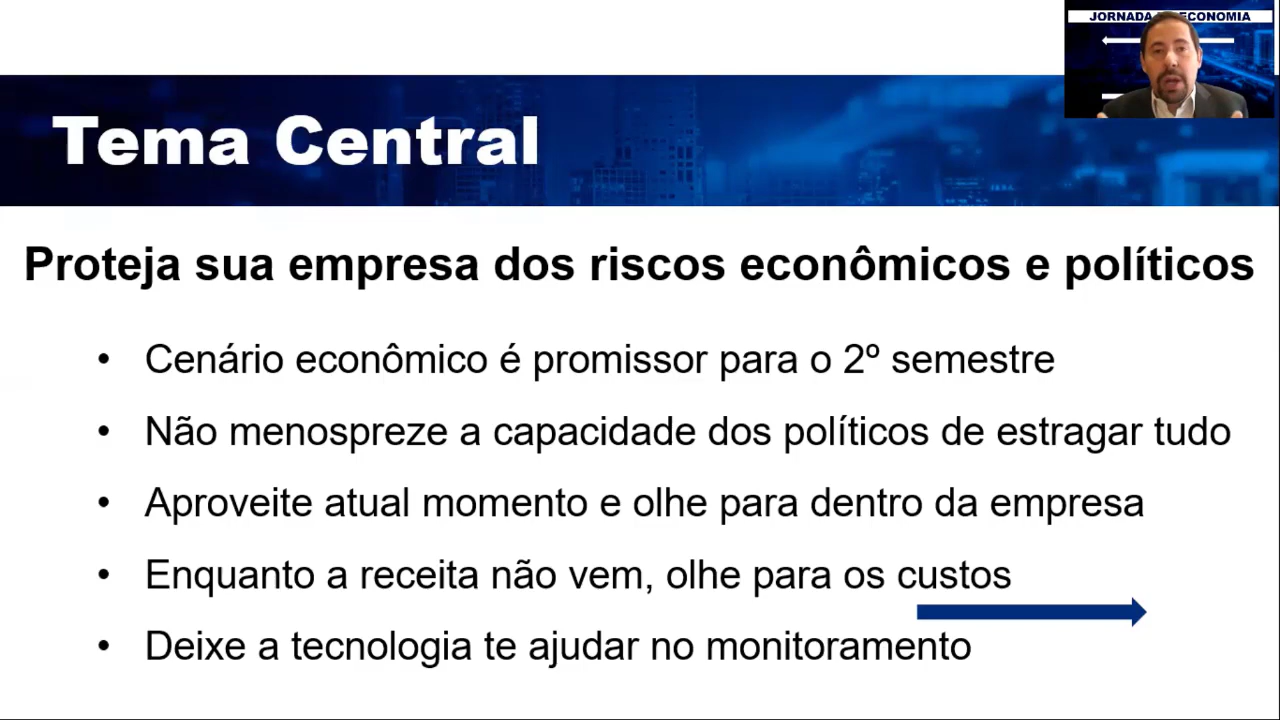 JORNADA ECONOMIA
Tema Central
Proteja sua empresa dos riscos econômicos e políticos
• Cenário econômico é promissor para o 2º semestre
• Não menospreze a capacidade dos políticos de estragar tudo
• Aproveite atual momento e olhe para dentro da empresa
• Enquanto a receita não vem, olhe para os custos
• Deixe a tecnologia te ajudar no monitoramento